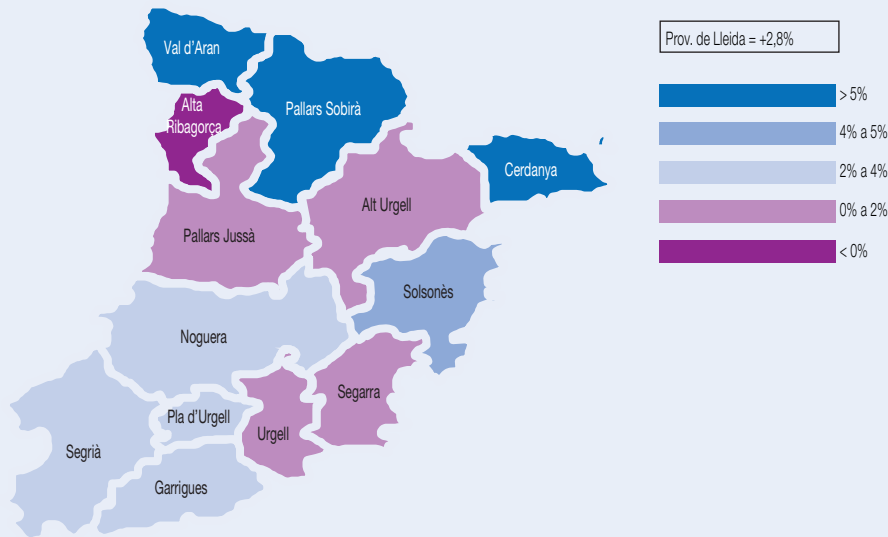 Prov. de Lleida = +2,8%
> 5%
4% a 5%
2% a 4%
0% a 2%
< 0%
Val d'Aran
Alta
Ribagorça
Pallars Sobirà
Cerdanya
Alt Urgell
Pallars Jussà
Solsonès
Noguera
Segarra
Pla d'Urgell
Urgell
Segrià
Garrigues